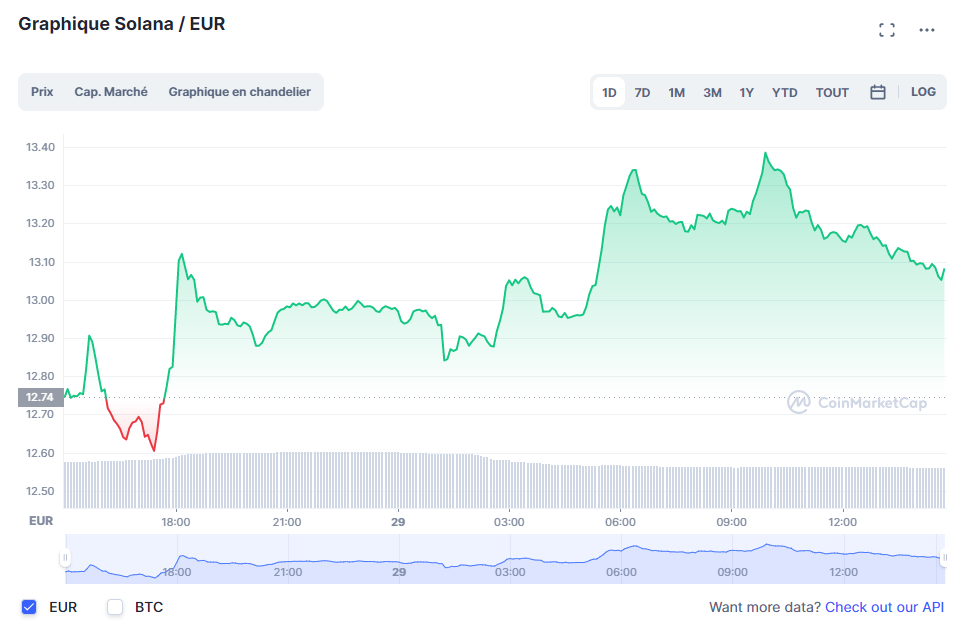 Graphique Solana / EUR
Prix Cap. Marché Graphique en chandelier
1D 7D 1M 3M 1Y YTD TOUT LOG
13.40
13.30
13.20
13.10
13.00
12.90
12.80
12.74
12.70
12.60
12.50
CoinMarketCap
EUR 18:00 21:00 29 03:00 06:00 09:00 12:00
18:00 21:00 29 03:00 06:00 09:00 12:00
EUR BTC
Want more data? Check out our API